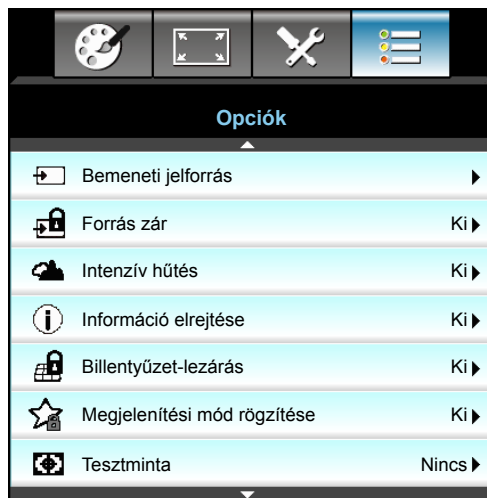 Opciók
Bemeneti jelforrás
Forrás zár Ki
Intenzív hűtés Ki
Információ elrejtése Ki
Billentyűzet-lezárás Ki
Megjelenítési mód rögzítése Ki
Tesztminta Nincs